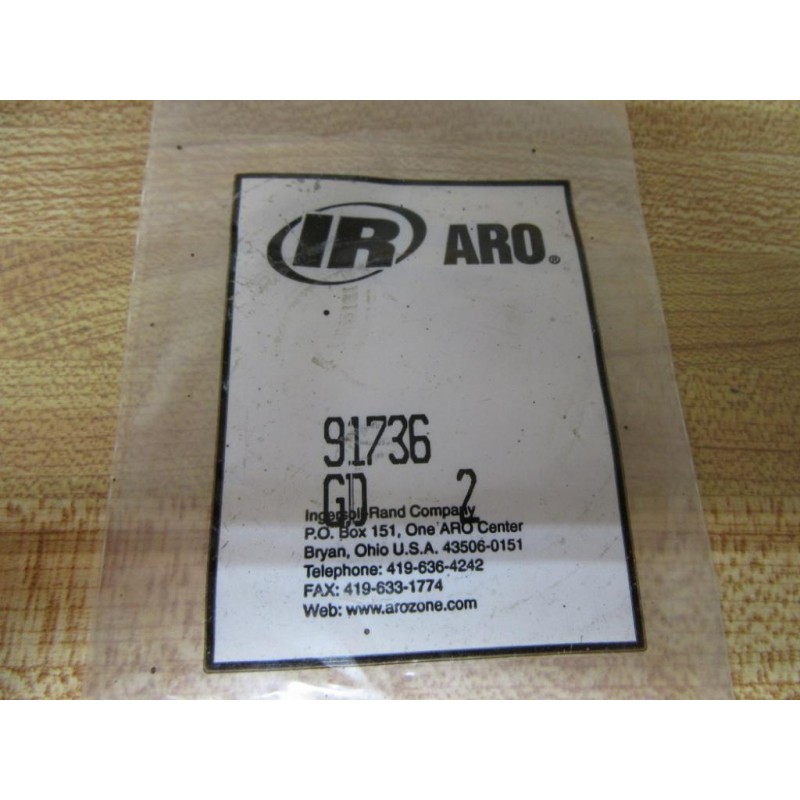 IR ARO®
91736
GD 2
Ingersoll-Rand Company
P.O. Box 151, One ARO Center
Bryan, Ohio U.S.A. 43506-0151
Telephone: 419-636-4242
FAX: 419-633-1774
Web: www.arozone.com